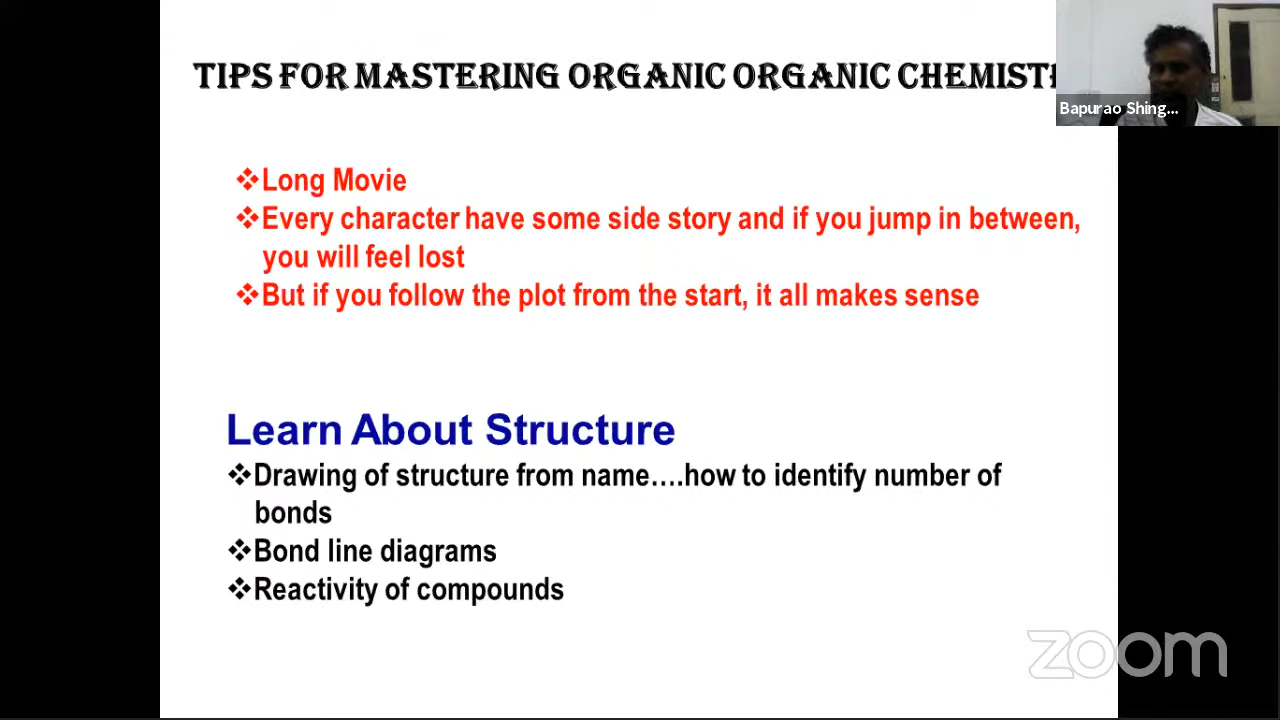 TIPS FOR MASTERING ORGANIC ORGANIC CHEMIST
Bapurao Shing...
❖Long Movie
❖Every character have some side story and if you jump in between,
you will feel lost
❖But if you follow the plot from the start, it all makes sense
Learn About Structure
❖Drawing of structure from name….how to identify number of
bonds
❖Bond line diagrams
❖Reactivity of compounds
zoom